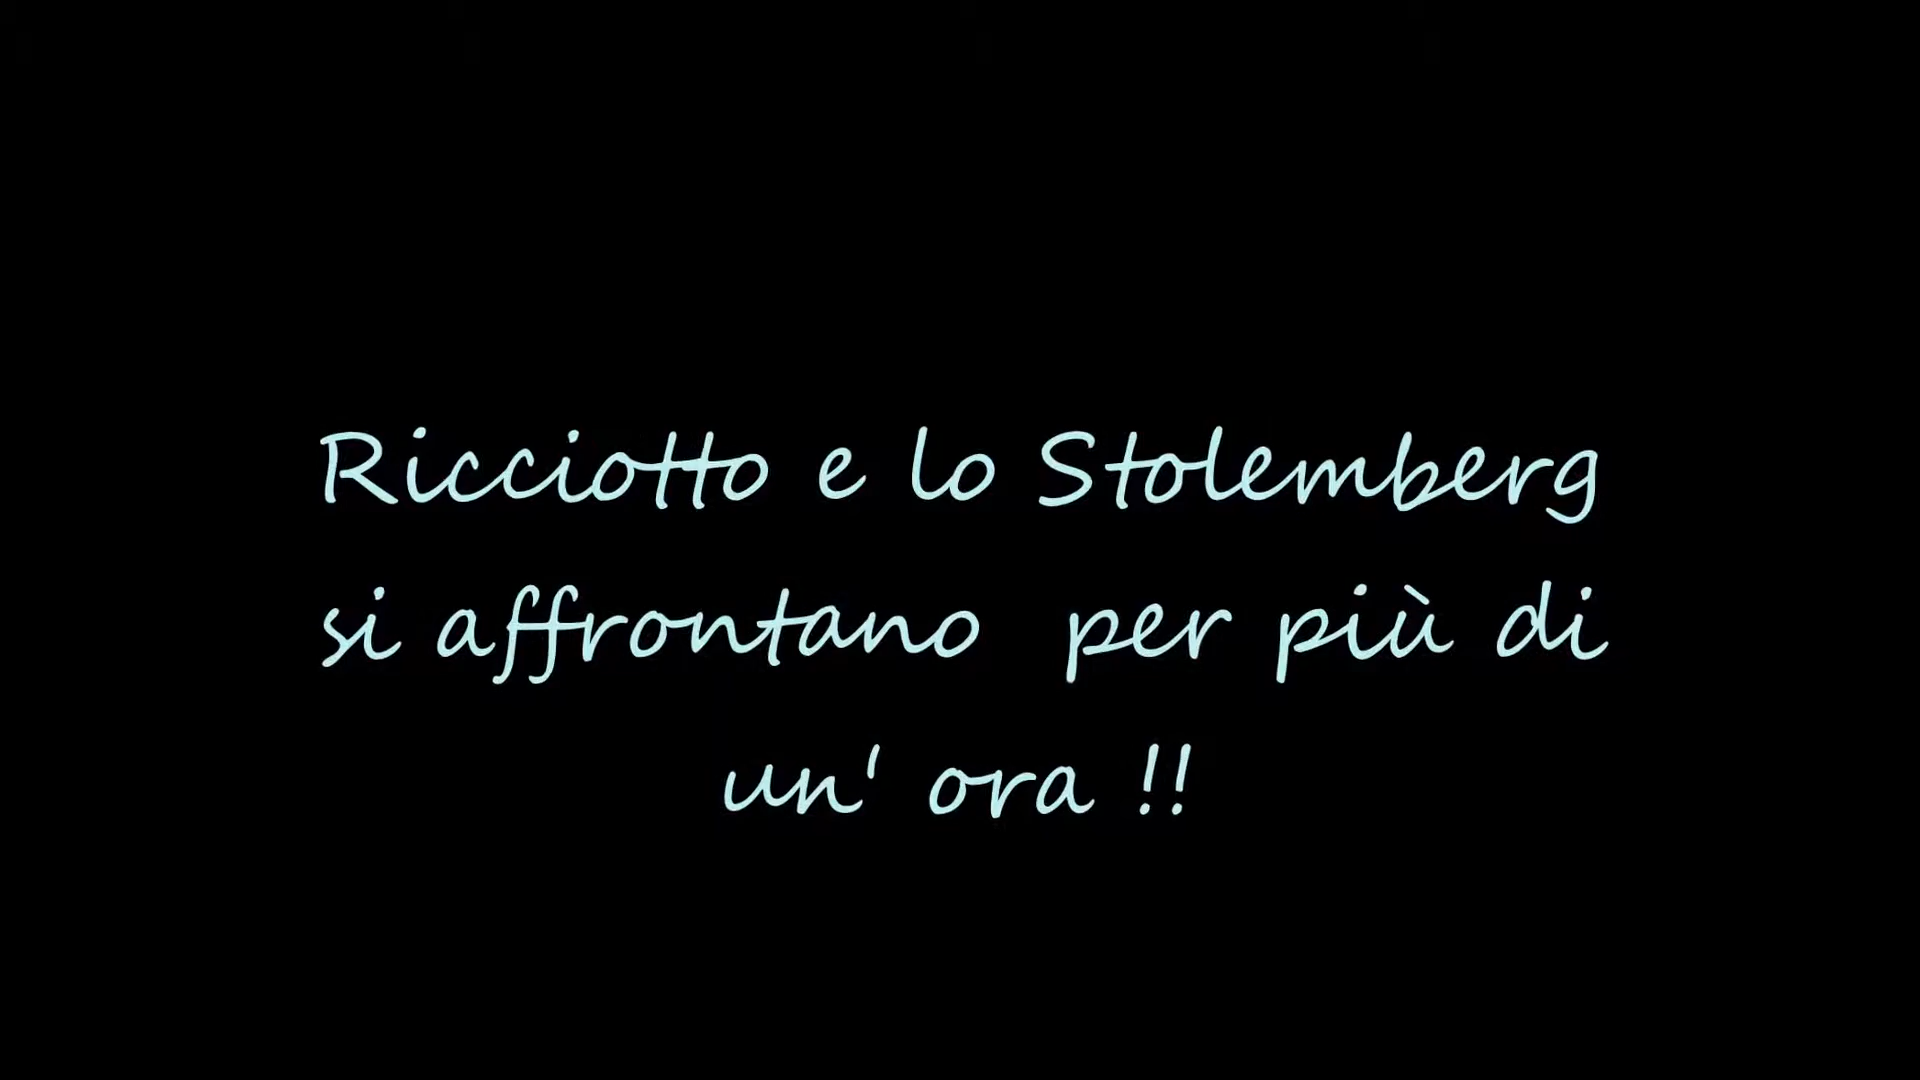 Ricciotto e lo Stolemberg
si affrontano  per più di
un' ora !!